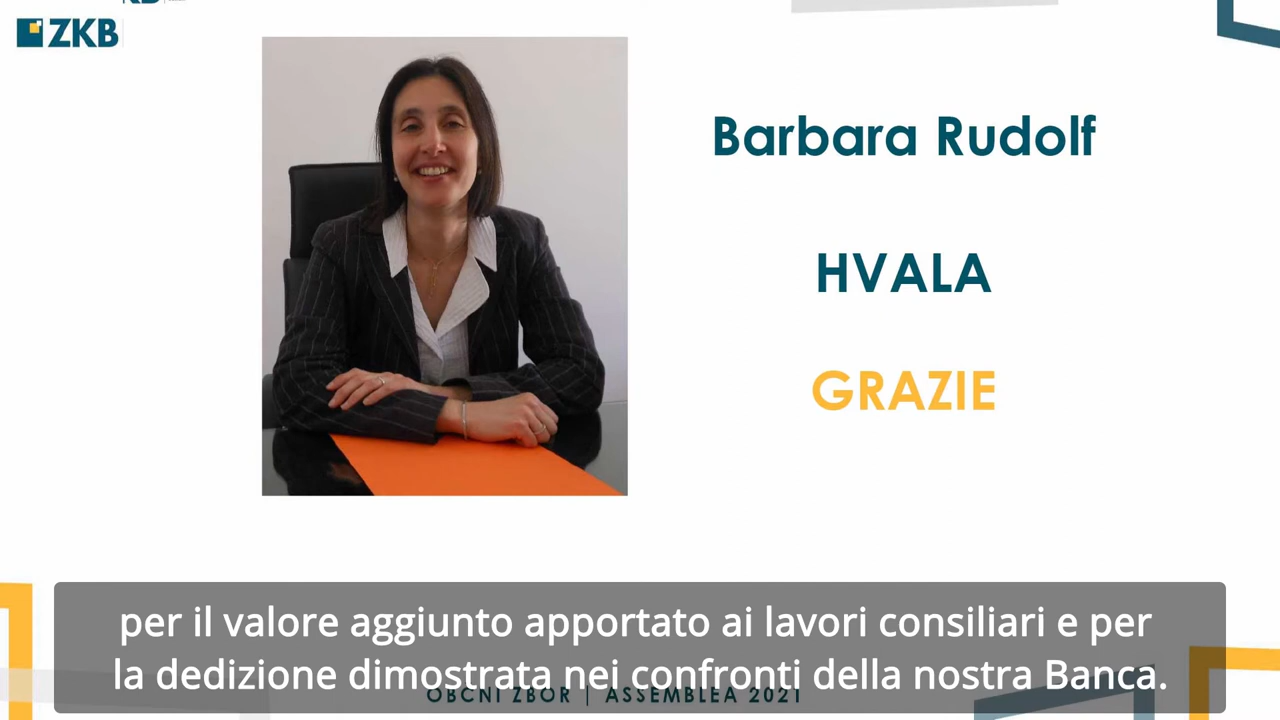 ZKB
Barbara Rudolf
HVALA
GRAZIE
per il valore aggiunto apportato ai lavori consiliari e per
la dedizione dimostrata nei confronti della nostra Banca.
OBČNI ZBOR | ASSEMBLEA 2021